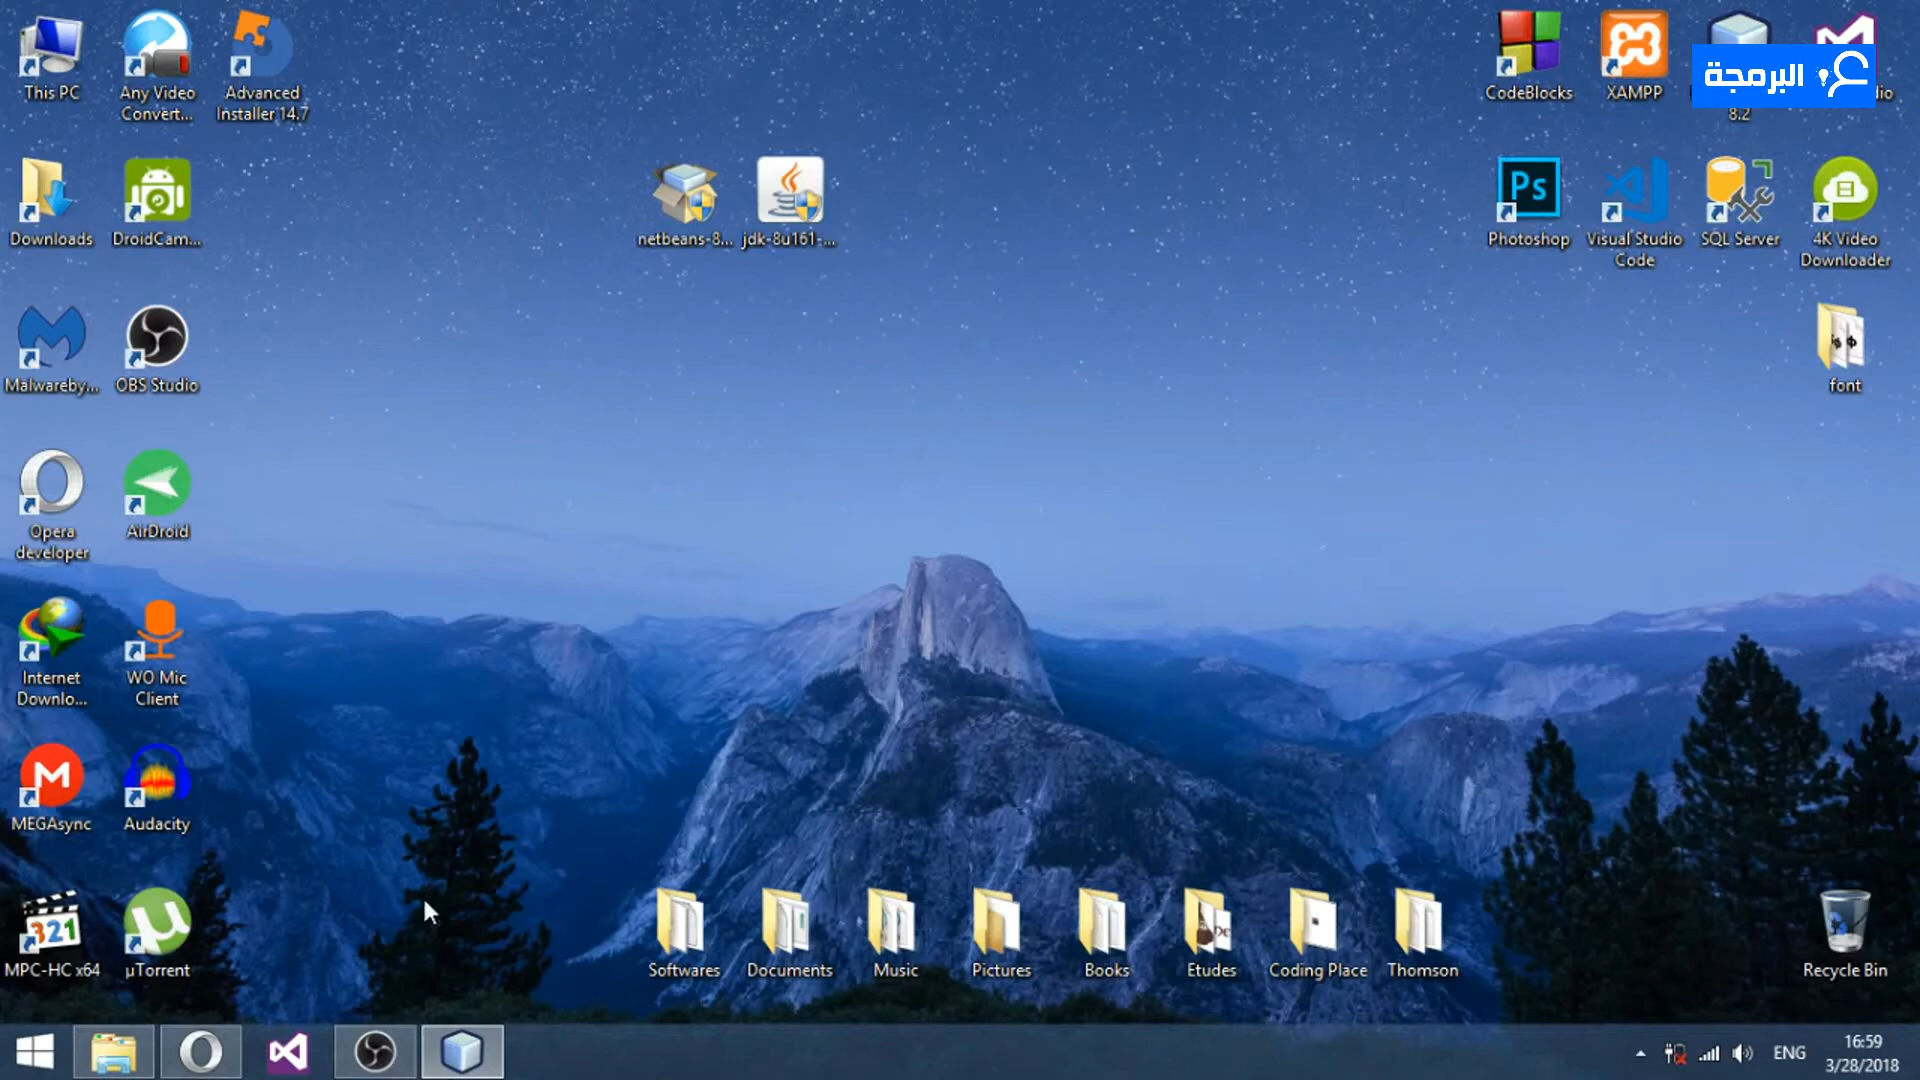 This PC
Any Video
Convert...
Advanced
Installer 14.7
CodeBlocks
XAMPP
البرمجة
io
8.2
Downloads
DroidCam...
netbeans-8...
jdk-8u161-...
Ps
Photoshop
Visual Studio
Code
SQL Server
4K Video
Downloader
Malwareby...
OBS Studio
font
Opera
developer
AirDroid
Internet
Downlo...
WO Mic
Client
MEGAsync
Audacity
321
MPC-HC x64
µTorrent
Softwares
Documents
Music
Pictures
Books
Etudes
Coding Place
Thomson
Recycle Bin
ENG
16:59
3/28/2018